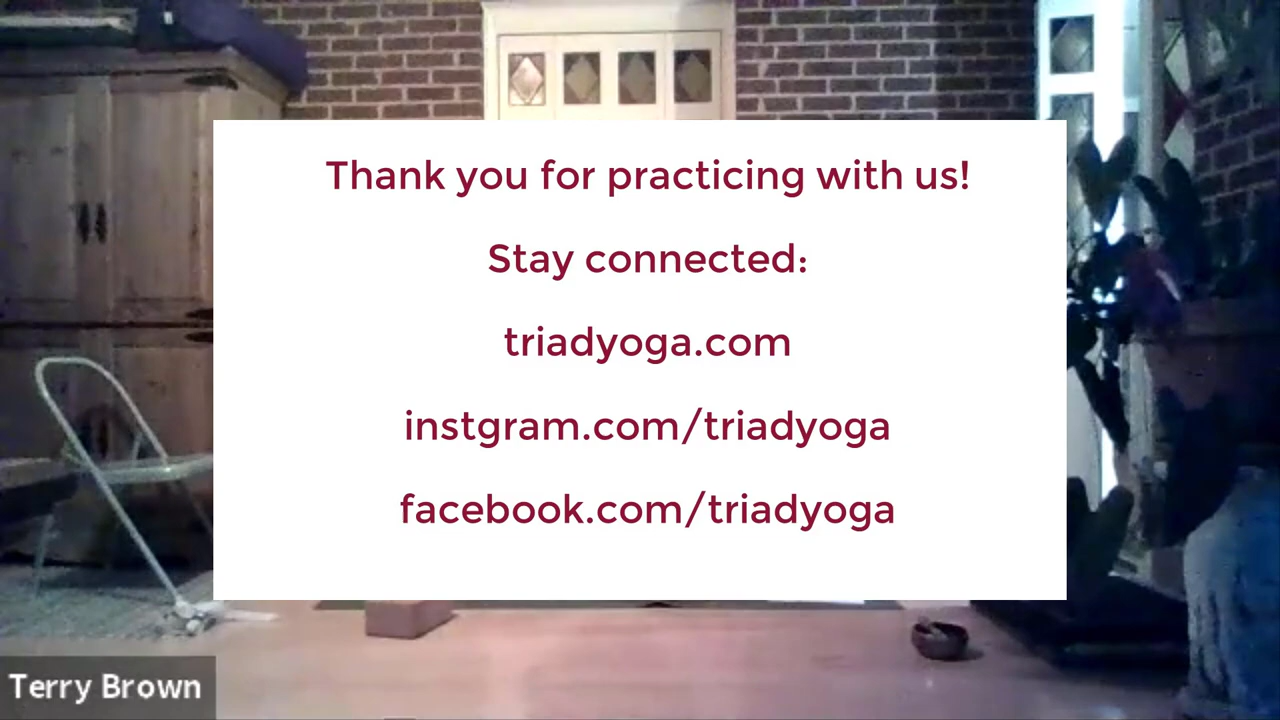 Thank you for practicing with us!
Stay connected:
triadyoga.com
instgram.com/triadyoga
facebook.com/triadyoga
Terry Brown